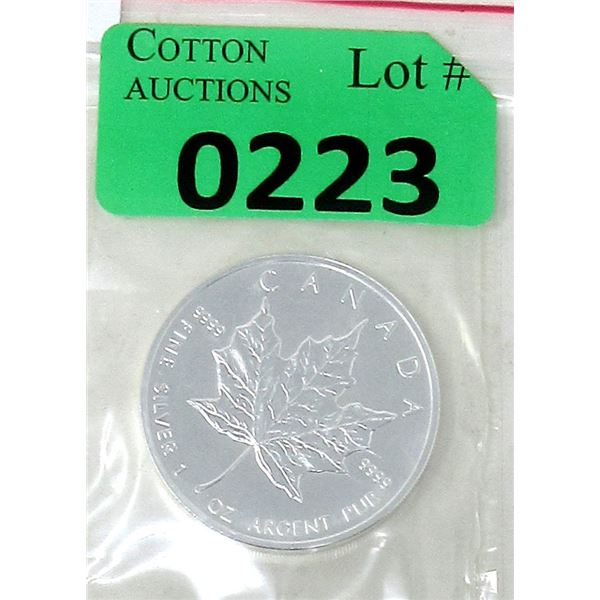 COTTON
AUCTIONS
Lot #
0223
CANADA
9999
FINE SILVER 1 OZ ARGENT PUR
9999